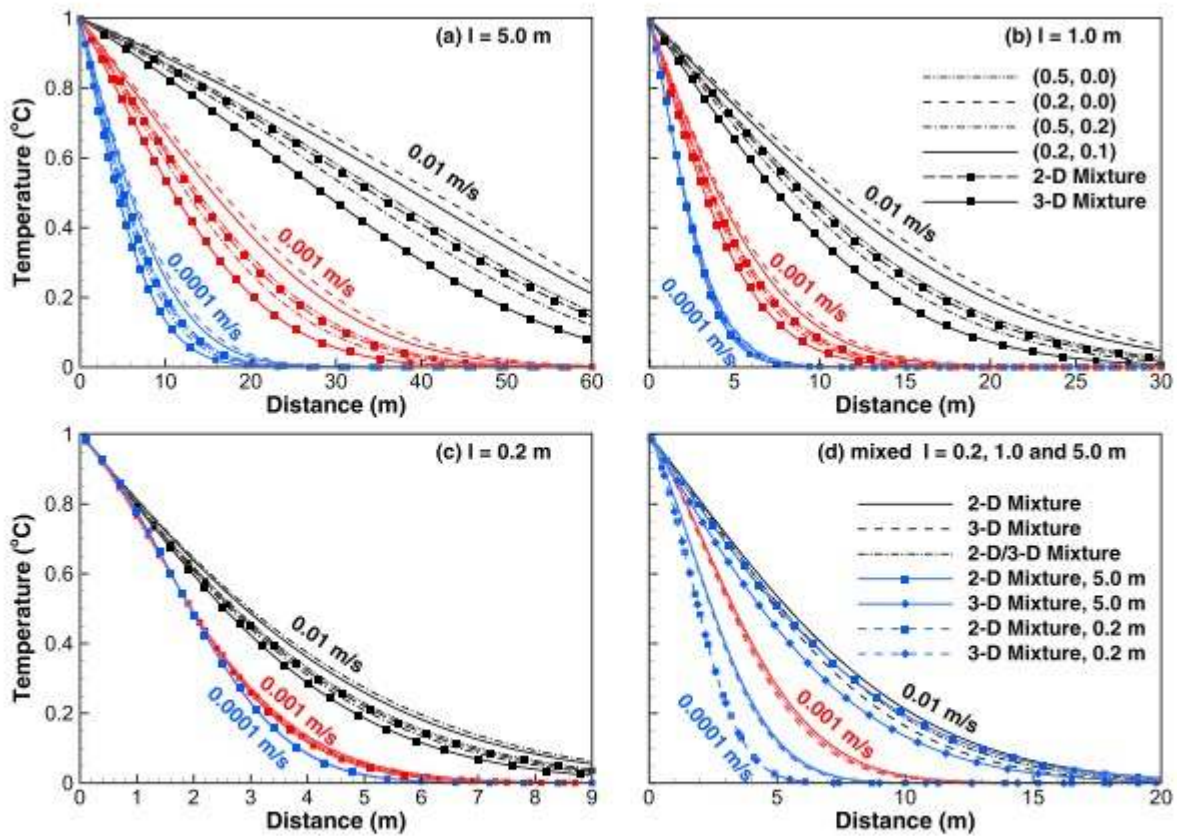 (a) l = 5.0 m
1
0.8
0.6
0.4
0.2
0
Temperature (°C)
0.01 m/s
0.001 m/s
0.0001 m/s
0 10 20 30 40 50 60
Distance (m)
(b) l = 1.0 m
(0.5, 0.0)
(0.2, 0.0)
(0.5, 0.2)
(0.2, 0.1)
2-D Mixture
3-D Mixture
0.01 m/s
0.001 m/s
0.0001 m/s
0 5 10 15 20 25 30
Distance (m)
(c) l = 0.2 m
1
0.8
0.6
0.4
0.2
0
Temperature (°C)
0.01 m/s
0.001 m/s
0.0001 m/s
0 1 2 3 4 5 6 7 8 9
Distance (m)
(d) mixed l = 0.2, 1.0 and 5.0 m
2-D Mixture
3-D Mixture
2-D/3-D Mixture
2-D Mixture, 5.0 m
3-D Mixture, 5.0 m
2-D Mixture, 0.2 m
3-D Mixture, 0.2 m
0.01 m/s
0.001 m/s
0.0001 m/s
0 5 10 15 20
Distance (m)